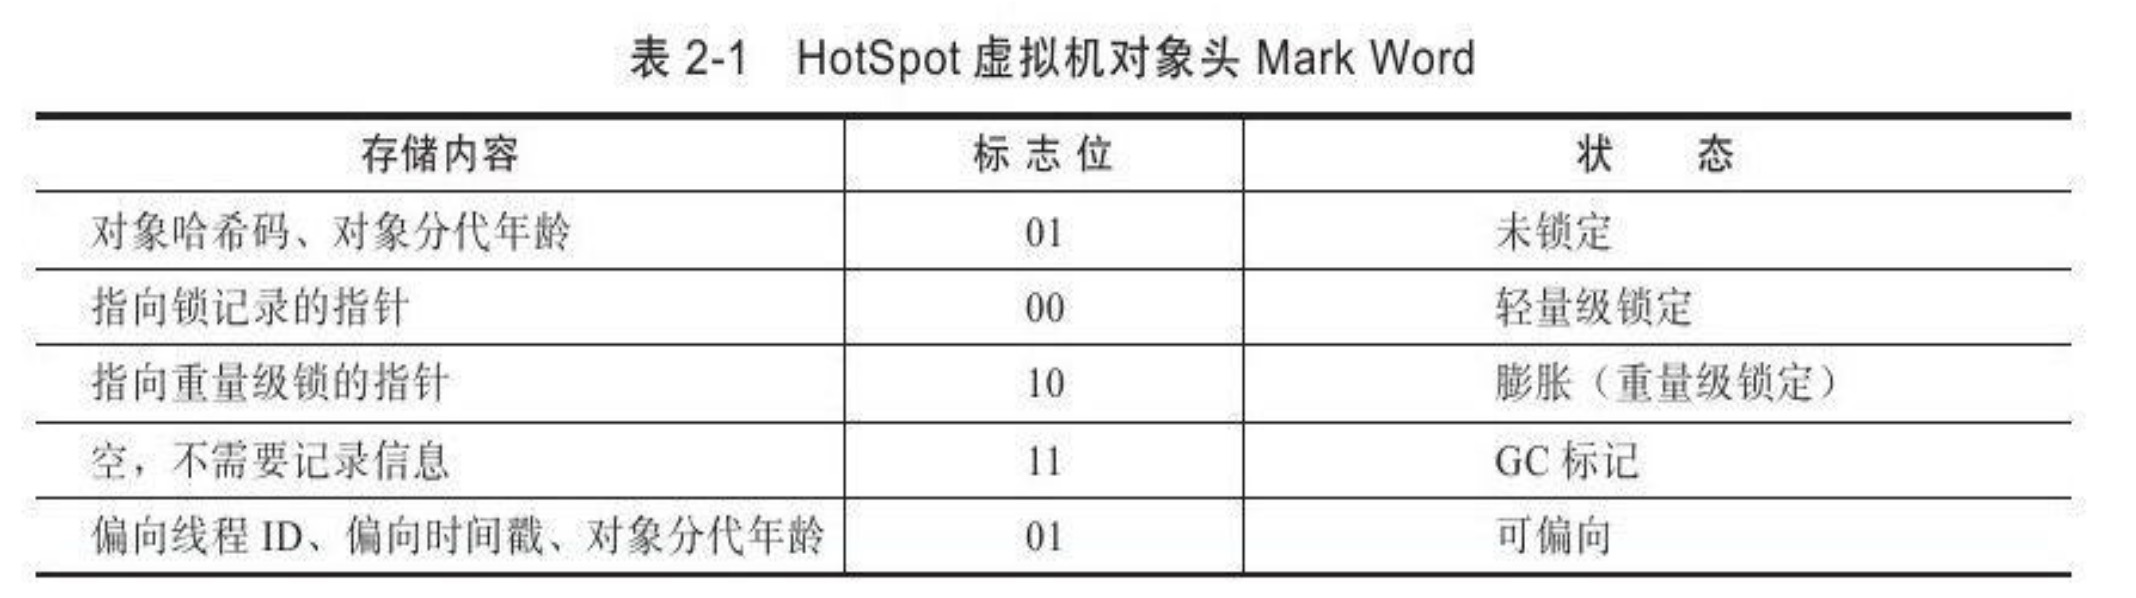 表 2-1 HotSpot 虚拟机对象头 Mark Word
存储内容 标志位 状态
对象哈希码、对象分代年龄 01 未锁定
指向锁记录的指针 00 轻量级锁定
指向重量级锁的指针 10 膨胀（重量级锁定）
空，不需要记录信息 11 GC 标记
偏向线程 ID、偏向时间戳、对象分代年龄 01 可偏向